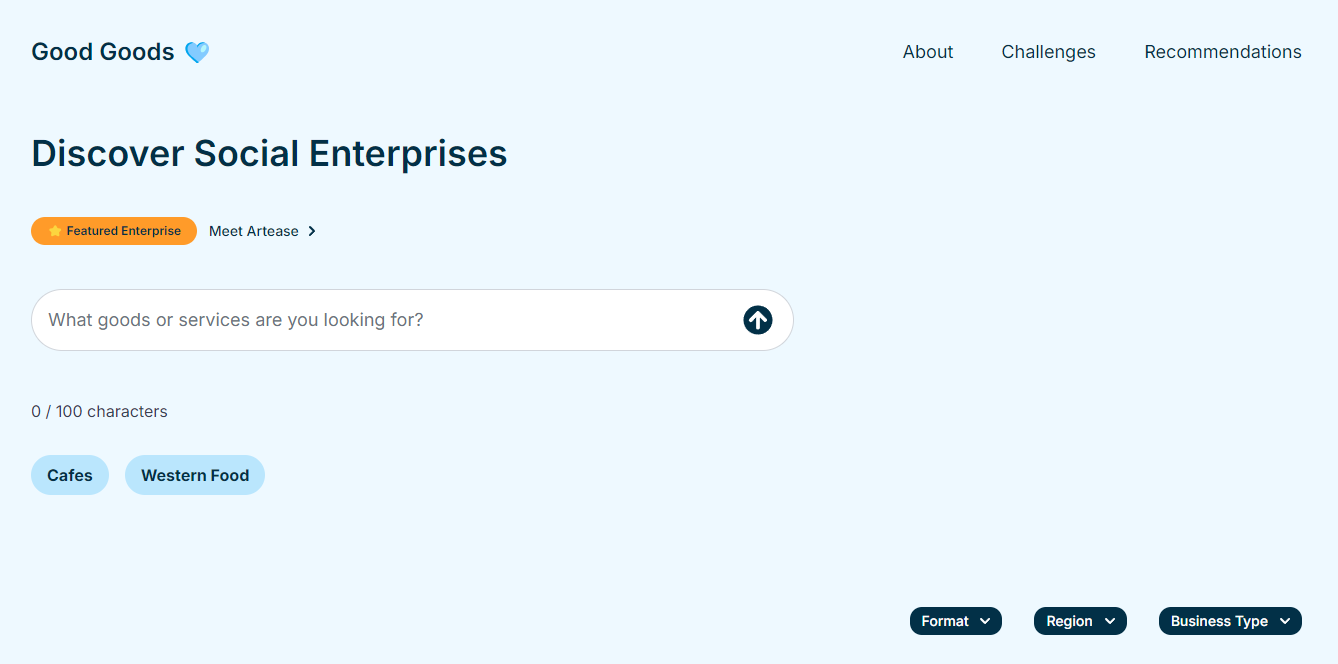 Good Goods 🩵
About Challenges Recommendations
Discover Social Enterprises
⭐ Featured Enterprise Meet Artease
What goods or services are you looking for?
0 / 100 characters
Cafes Western Food
Format Region Business Type